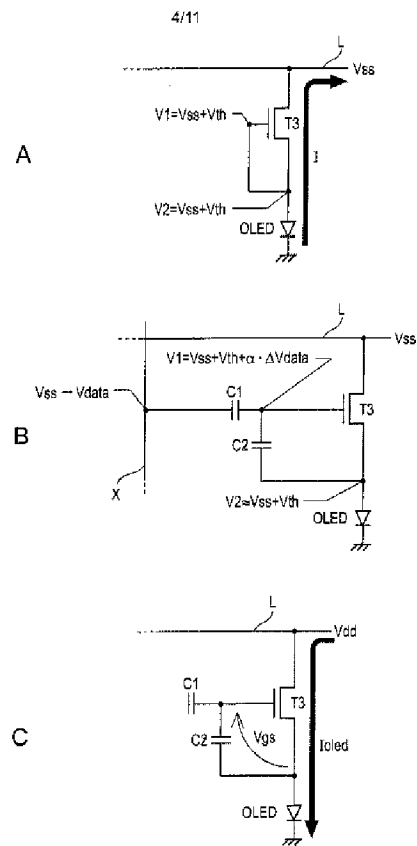 4/11
L
Vss
V1=Vss+Vth
T3
I
A
V2=Vss+Vth
OLED
L
Vss
V1=Vss+Vth+α・ΔVdata
Vss → Vdata
C1
T3
B
C2
X
V2≈Vss+Vth
OLED
L
Vdd
C1
T3
C
C2
Vgs
Ioled
OLED